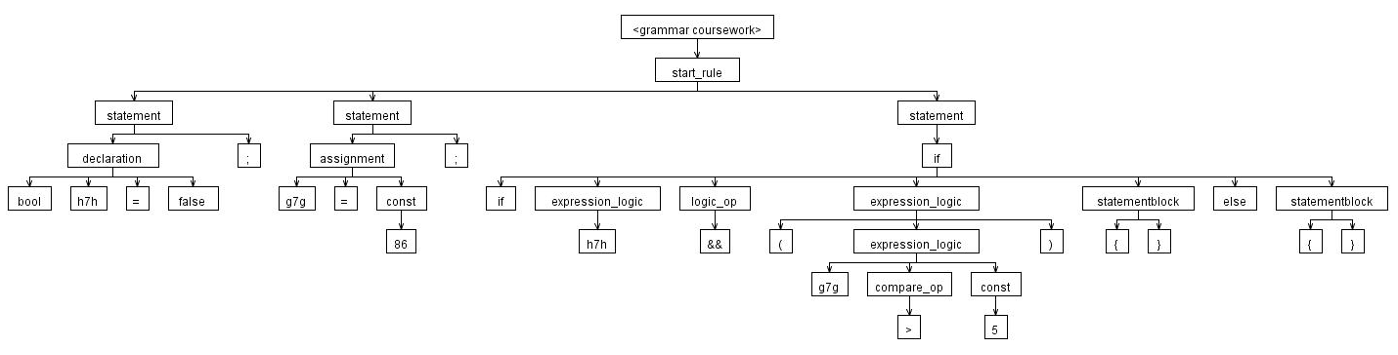 <grammar coursework>
start_rule
statement statement statement
declaration ; assignment ; if
bool h7h = false g7g = const if expression_logic logic_op expression_logic statementblock else statementblock
86 h7h && ( expression_logic ) { } { }
g7g compare_op const
> 5